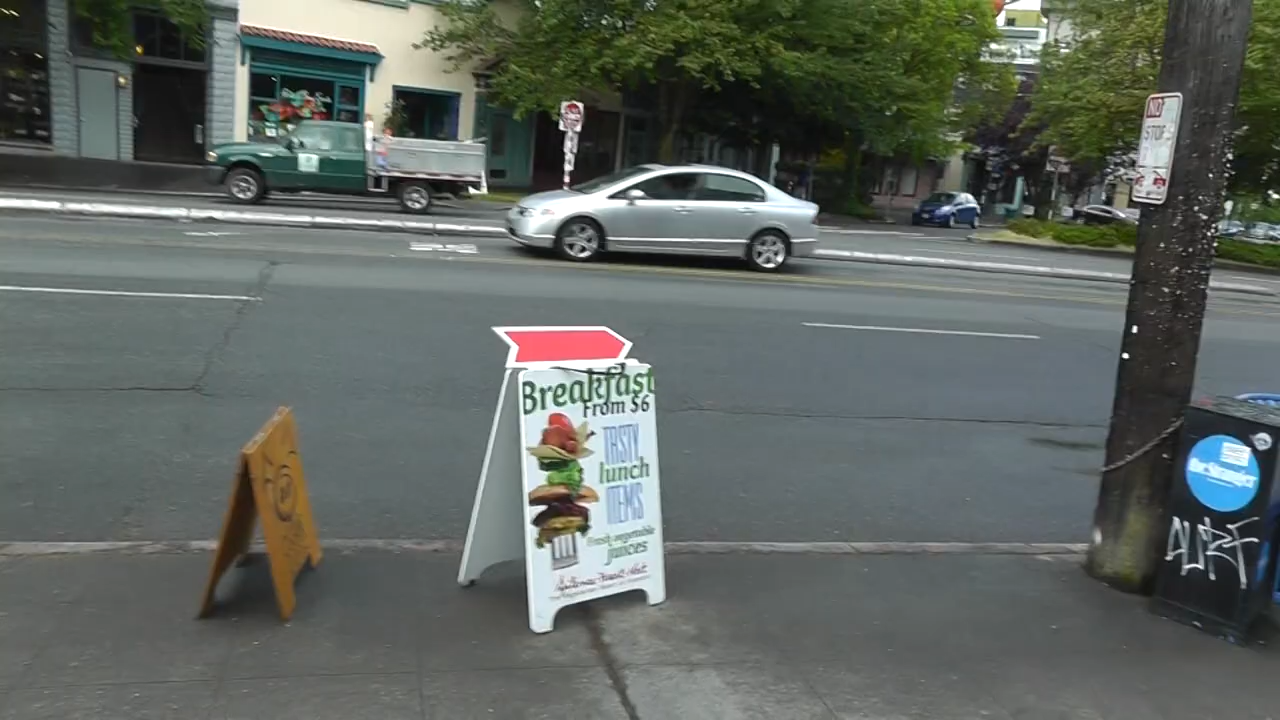 NO
STOP
Breakfast
From $6
TASTY
lunch
ITEMS
Fresh vegetable
juices
The Stranger